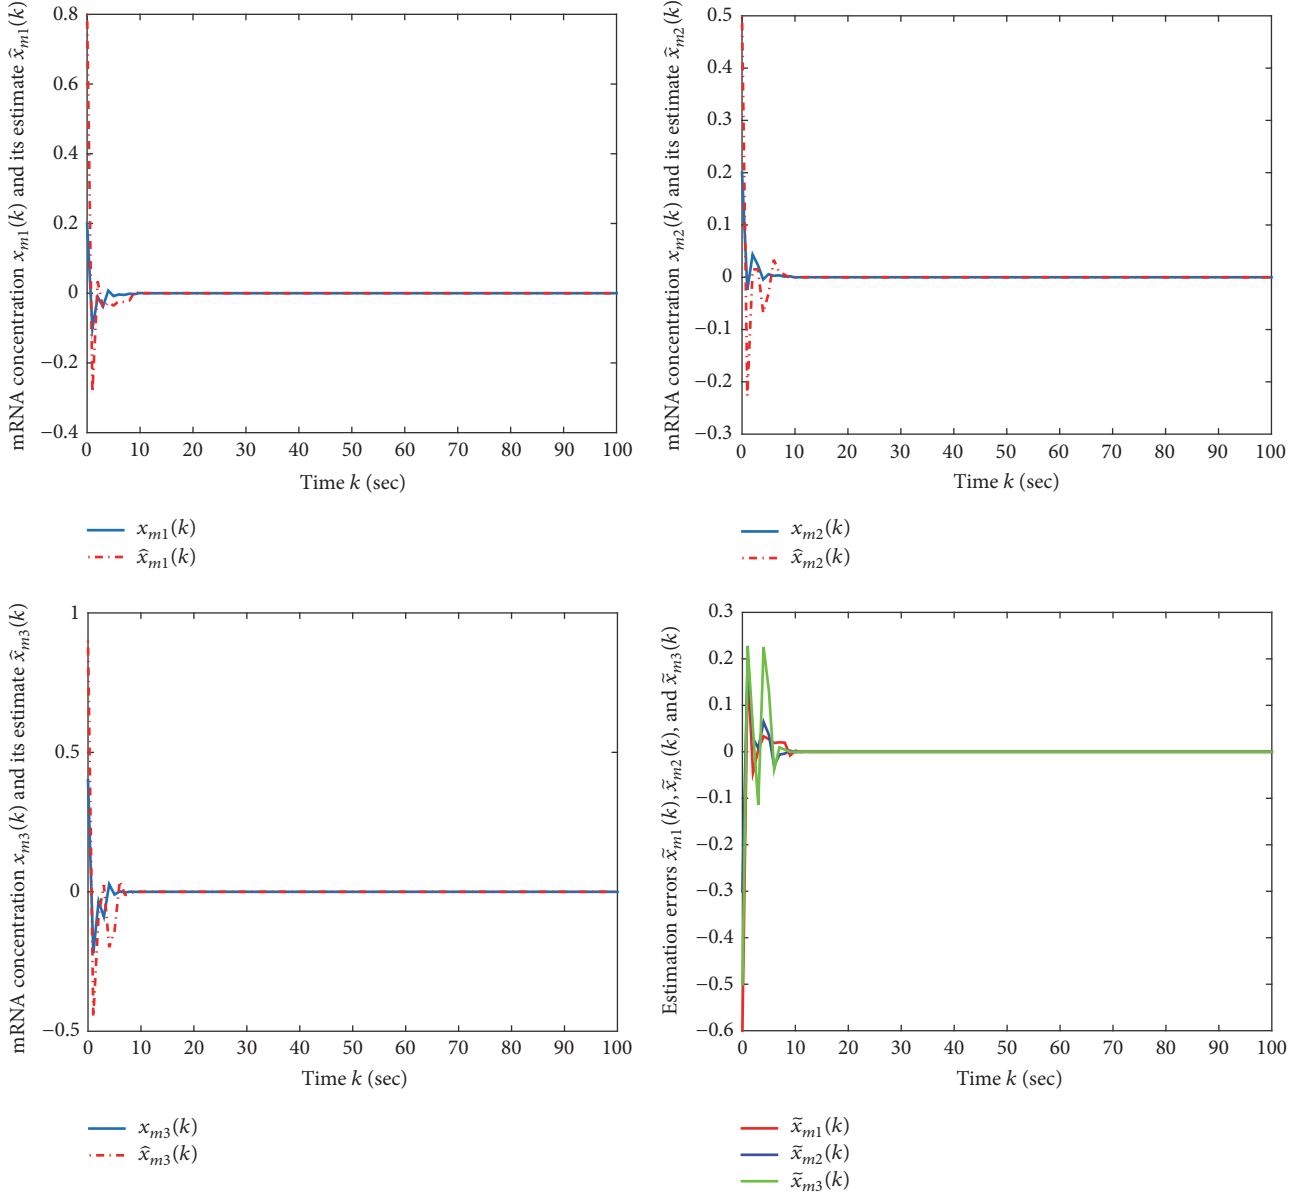 mRNA concentration x_{m1}(k) and its estimate x̂_{m1}(k)
0.8
0.6
0.4
0.2
0
−0.2
−0.4
0 10 20 30 40 50 60 70 80 90 100
Time k (sec)
x_{m1}(k)
x̂_{m1}(k)
mRNA concentration x_{m2}(k) and its estimate x̂_{m2}(k)
0.5
0.4
0.3
0.2
0.1
0
−0.1
−0.2
−0.3
0 10 20 30 40 50 60 70 80 90 100
Time k (sec)
x_{m2}(k)
x̂_{m2}(k)
mRNA concentration x_{m3}(k) and its estimate x̂_{m3}(k)
1
0.5
0
−0.5
0 10 20 30 40 50 60 70 80 90 100
Time k (sec)
x_{m3}(k)
x̂_{m3}(k)
Estimation errors x̃_{m1}(k), x̃_{m2}(k), and x̃_{m3}(k)
0.3
0.2
0.1
0
−0.1
−0.2
−0.3
−0.4
−0.5
−0.6
0 10 20 30 40 50 60 70 80 90 100
Time k (sec)
x̃_{m1}(k)
x̃_{m2}(k)
x̃_{m3}(k)